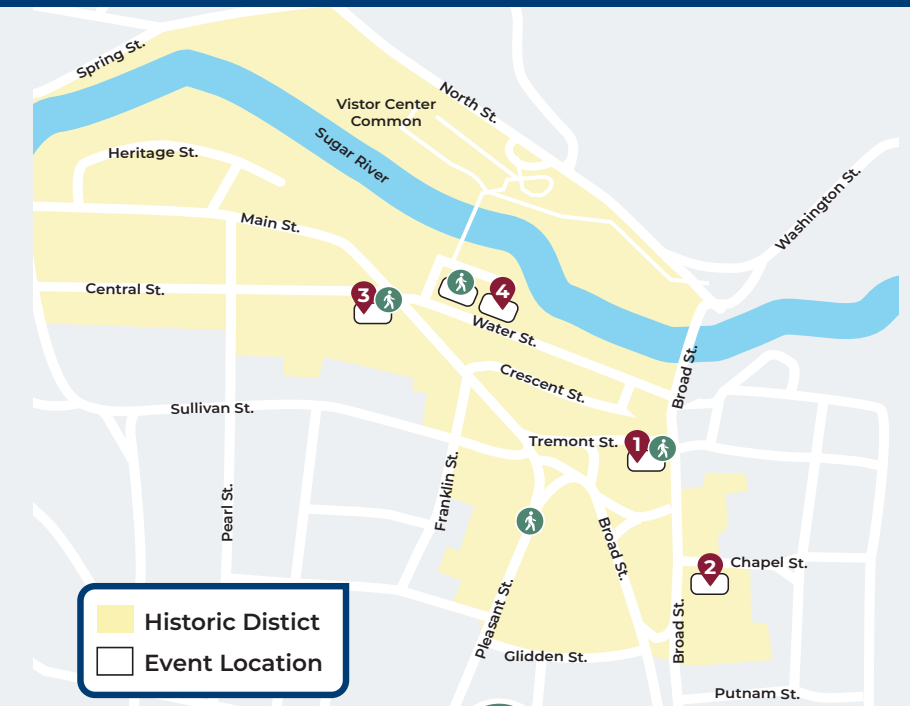 Spring St.
North St.
Vistor Center
Common
Sugar River
Heritage St.
Washington St.
Main St.
Central St.
3
4
Water St.
Broad St.
Crescent St.
Sullivan St.
Tremont St.
1
Franklin St.
Pearl St.
Broad St.
2
Chapel St.
Pleasant St.
Broad St.
Glidden St.
Putnam St.
Historic Distict
Event Location